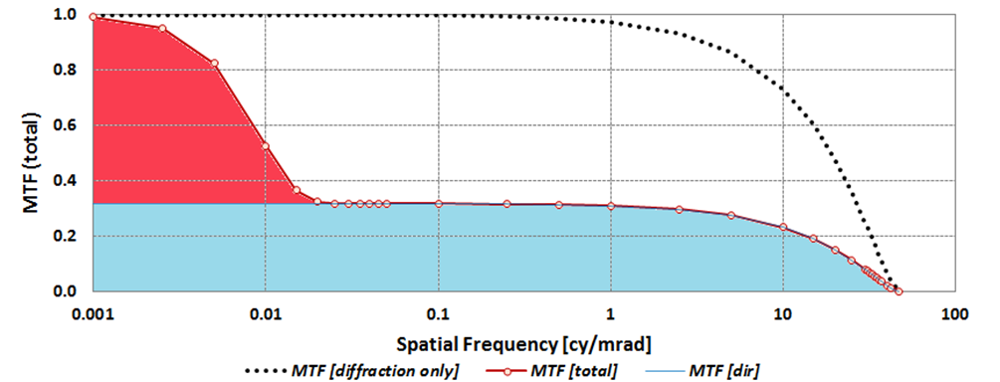 MTF (total)
1.0
0.8
0.6
0.4
0.2
0.0
0.001 0.01 0.1 1 10 100
Spatial Frequency [cy/mrad]
MTF [diffraction only] MTF [total] MTF [dir]